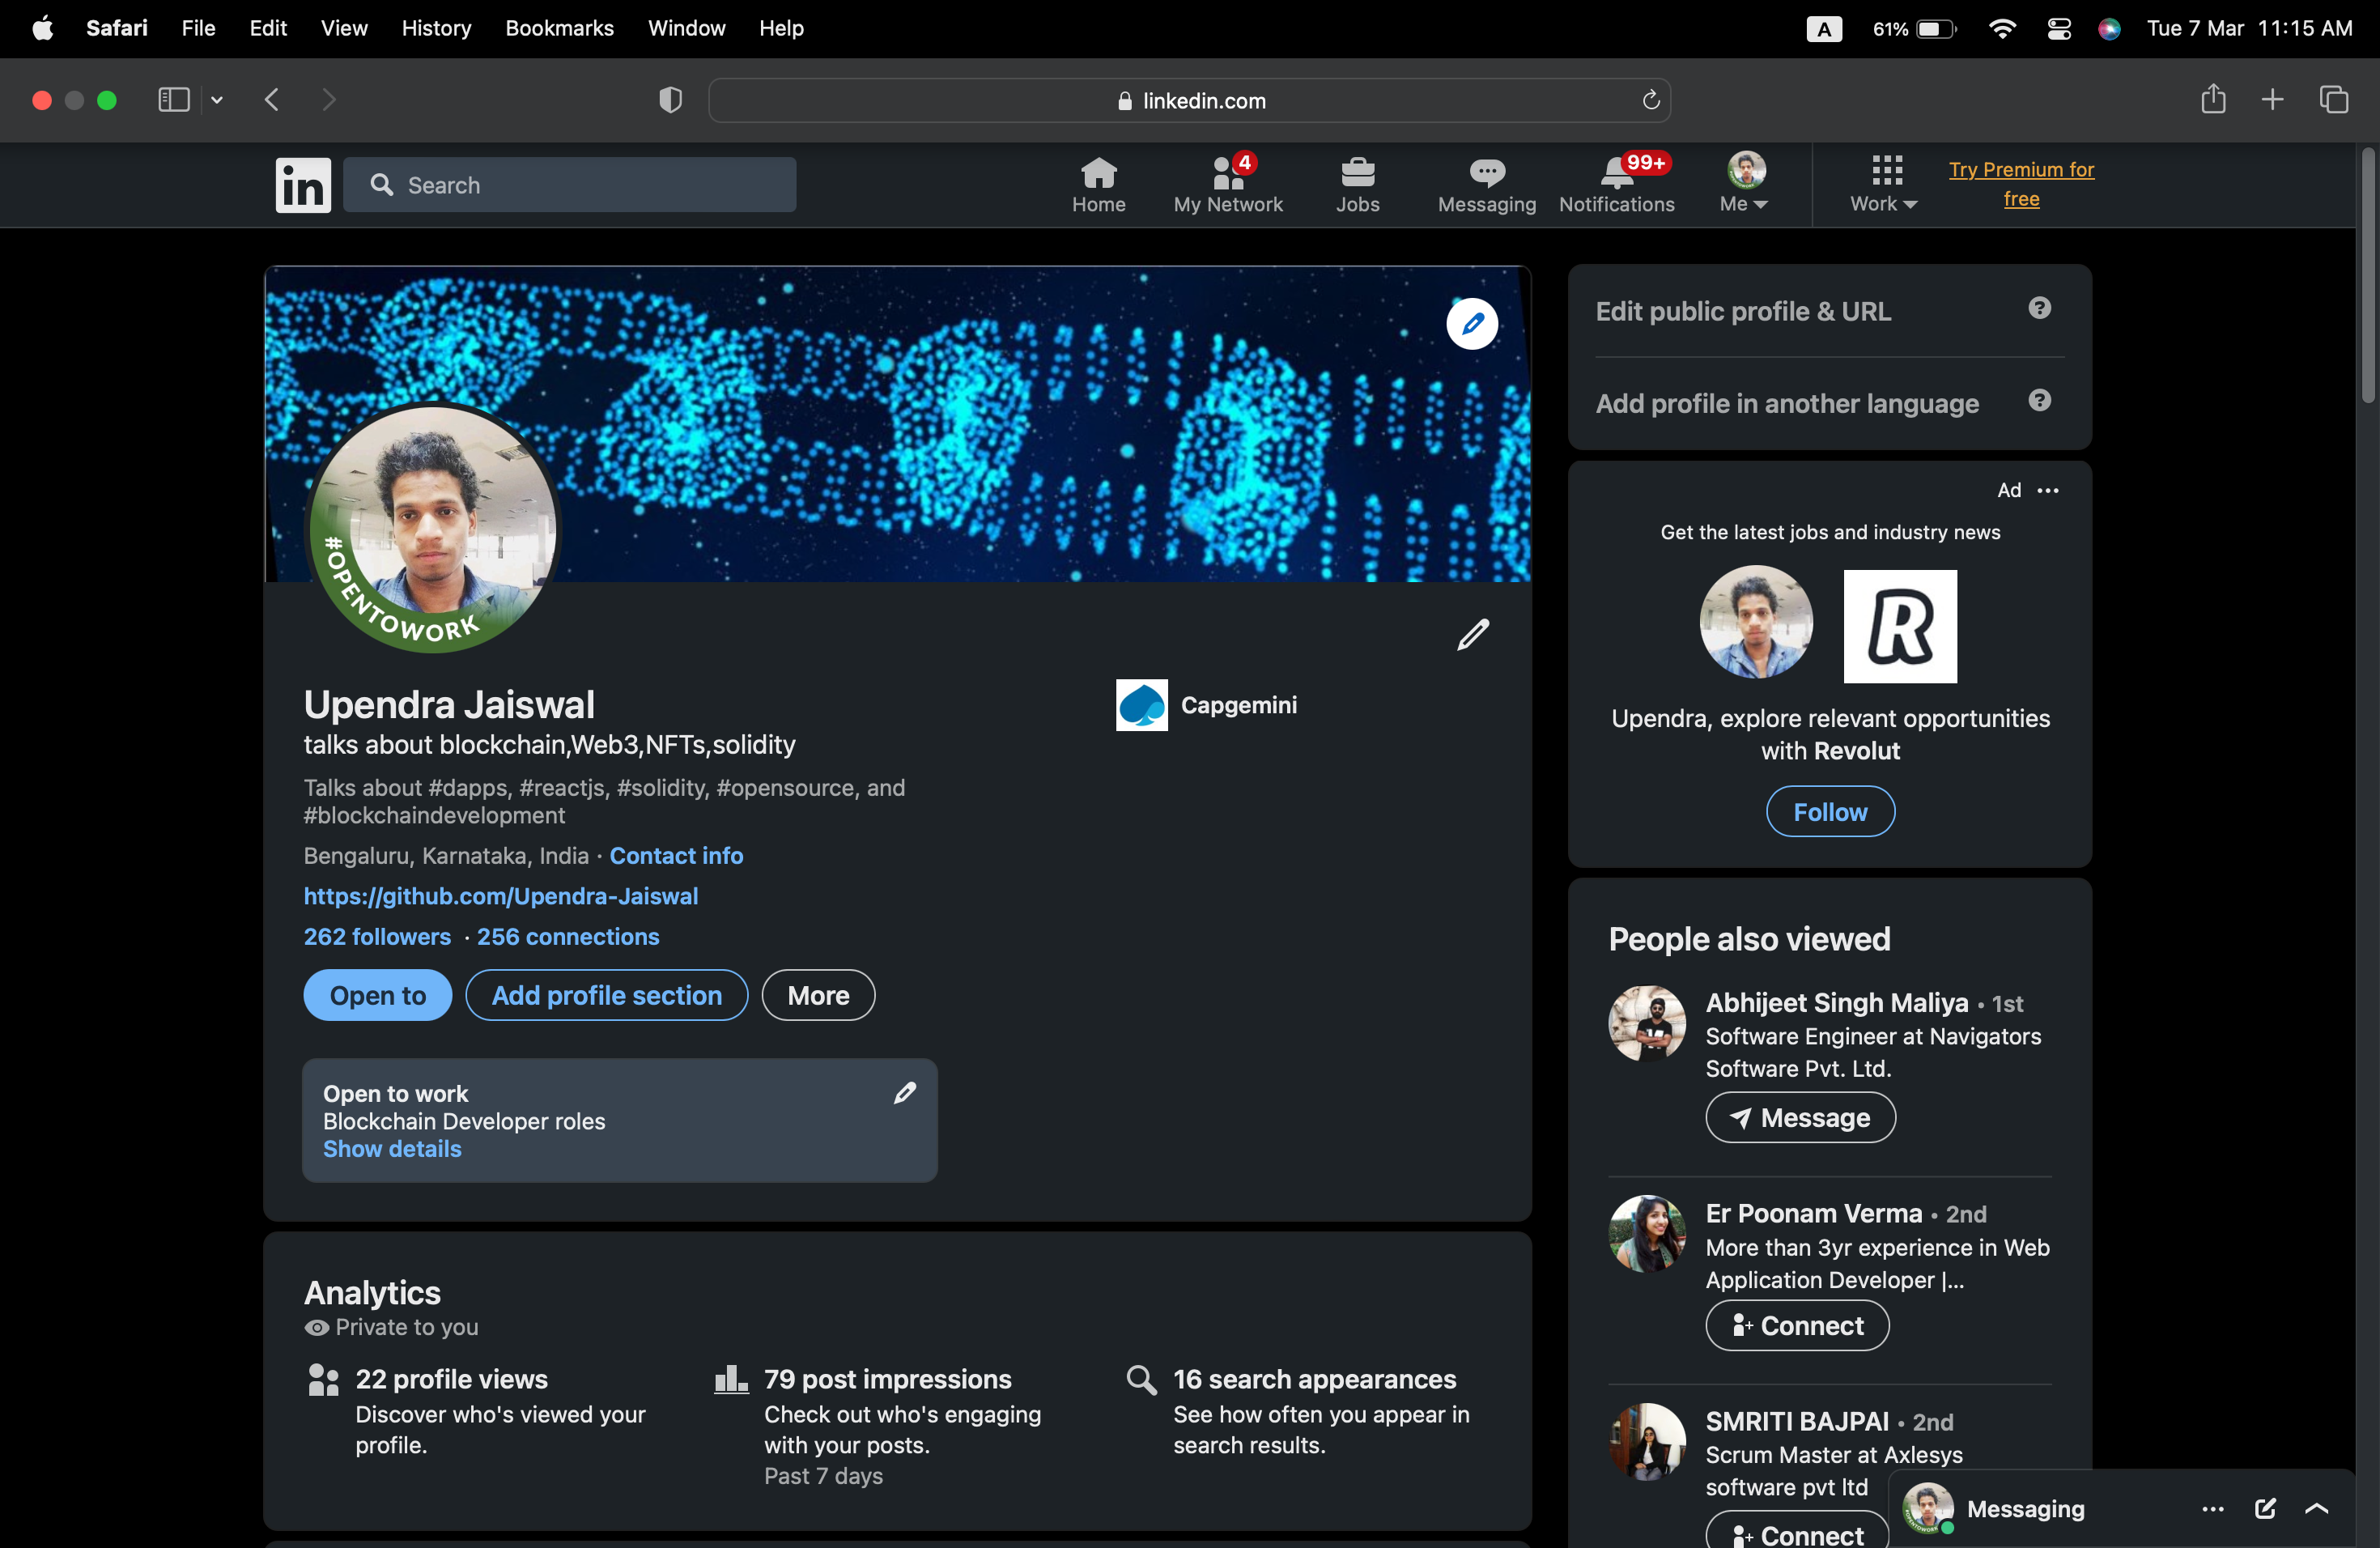 Safari File Edit View History Bookmarks Window Help
A 61% Tue 7 Mar 11:15 AM
linkedin.com
in Search
4
99+
Home My Network Jobs Messaging Notifications Me Work
Try Premium for
free
#OPENTOWORK
Upendra Jaiswal
talks about blockchain,Web3,NFTs,solidity
Talks about #dapps, #reactjs, #solidity, #opensource, and
#blockchaindevelopment
Bengaluru, Karnataka, India · Contact info
https://github.com/Upendra-Jaiswal
262 followers · 256 connections
Open to Add profile section More
Capgemini
Open to work
Blockchain Developer roles
Show details
Analytics
Private to you
22 profile views
Discover who's viewed your
profile.
79 post impressions
Check out who's engaging
with your posts.
Past 7 days
16 search appearances
See how often you appear in
search results.
Edit public profile & URL
Add profile in another language
Ad ···
Get the latest jobs and industry news
R
Upendra, explore relevant opportunities
with Revolut
Follow
People also viewed
Abhijeet Singh Maliya • 1st
Software Engineer at Navigators
Software Pvt. Ltd.
Message
Er Poonam Verma • 2nd
More than 3yr experience in Web
Application Developer |...
Connect
SMRITI BAJPAI • 2nd
Scrum Master at Axlesys
software pvt ltd
Connect
Messaging